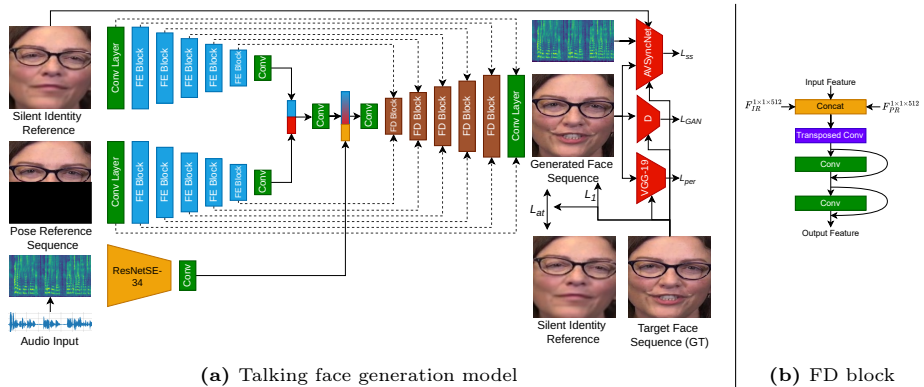 Conv Layer
FE Block
FE Block
FE Block
FE Block
FE Block
Conv
Silent Identity
Reference
Conv Layer
FE Block
FE Block
FE Block
FE Block
FE Block
Conv
Pose Reference
Sequence
ResNetSE-
34
Conv
Audio Input
Conv
Conv
FD Block
FD Block
FD Block
FD Block
FD Block
Conv Layer
Generated Face
Sequence
AVSyncNet
D
VGG-19
L_ss
L_GAN
L_per
L_1
L_at
Silent Identity
Reference
Target Face
Sequence (GT)
(a) Talking face generation model
Input Feature
F_IR^{1×1×512}
Concat
F_PR^{1×1×512}
Transposed Conv
Conv
Conv
Output Feature
(b) FD block